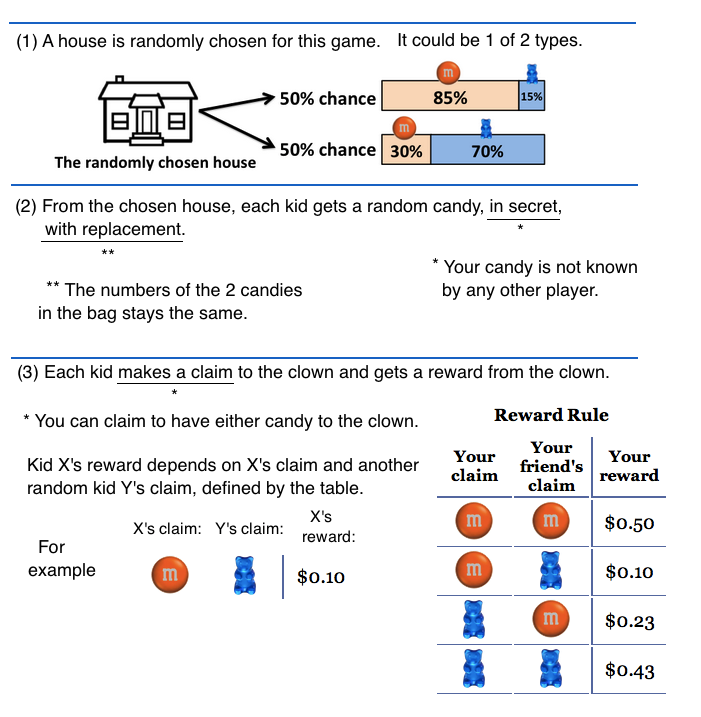 (1) A house is randomly chosen for this game. It could be 1 of 2 types.
m
50% chance 85% 15%
m
50% chance 30% 70%
The randomly chosen house
(2) From the chosen house, each kid gets a random candy, in secret,
with replacement.
*
**
* Your candy is not known
by any other player.
** The numbers of the 2 candies
in the bag stays the same.
(3) Each kid makes a claim to the clown and gets a reward from the clown.
*
* You can claim to have either candy to the clown.
Kid X's reward depends on X's claim and another
random kid Y's claim, defined by the table.
X's claim: Y's claim: X's
reward:
For
example
m $0.10
Reward Rule
Your
claim
Your
friend's
claim
Your
reward
m m $0.50
m $0.10
m $0.23
$0.43